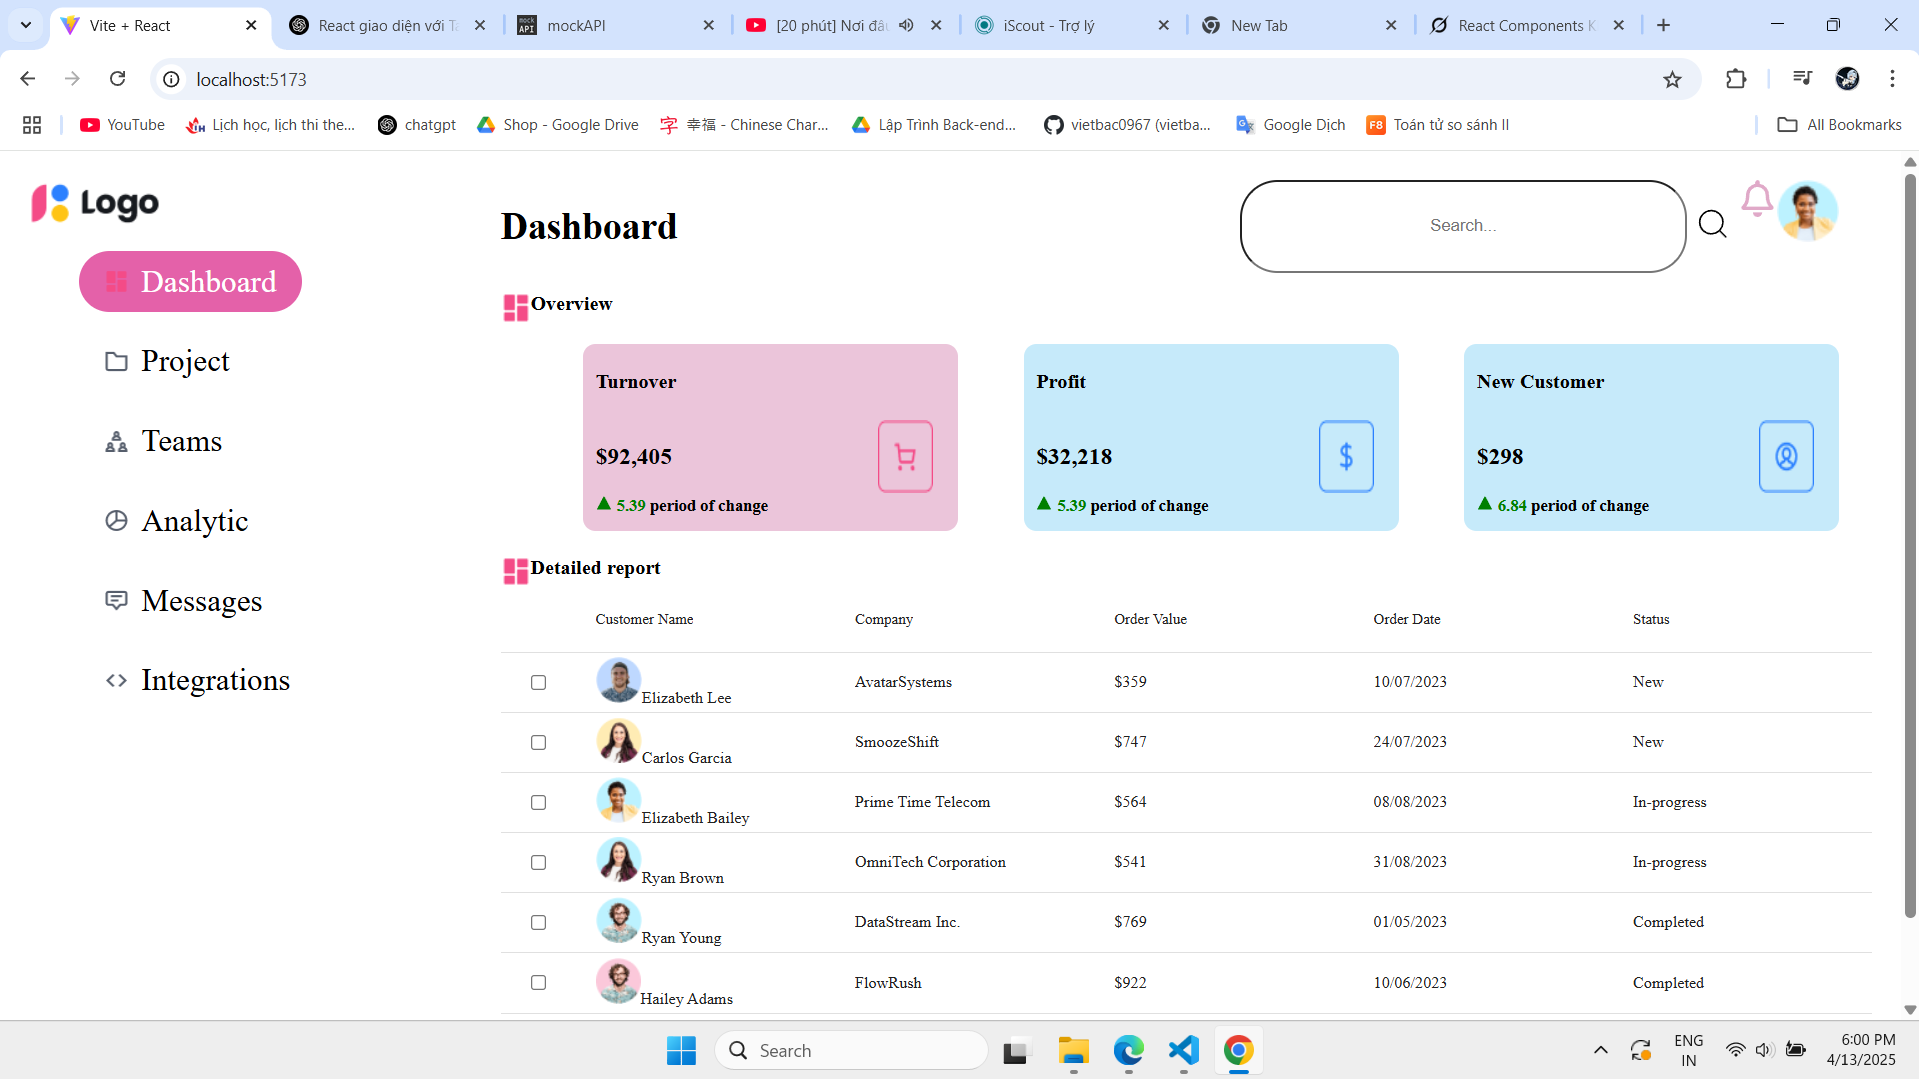 Vite + React
React giao diện với Ta
mockAPI
[20 phút] Nơi đâu
iScout - Trợ lý
New Tab
React Components K
localhost:5173
YouTube
Lịch học, lịch thi the...
chatgpt
Shop - Google Drive
字 幸福 - Chinese Char...
Lập Trình Back-end...
vietbac0967 (vietba...
Google Dịch
F8 Toán tử so sánh II
All Bookmarks
Logo
Dashboard
Search...
Dashboard
Project
Teams
Analytic
Messages
Integrations
Overview
Turnover
$92,405
5.39 period of change
Profit
$32,218
5.39 period of change
New Customer
$298
6.84 period of change
Detailed report
Customer Name Company Order Value Order Date Status
Elizabeth Lee AvatarSystems $359 10/07/2023 New
Carlos Garcia SmoozeShift $747 24/07/2023 New
Elizabeth Bailey Prime Time Telecom $564 08/08/2023 In-progress
Ryan Brown OmniTech Corporation $541 31/08/2023 In-progress
Ryan Young DataStream Inc. $769 01/05/2023 Completed
Hailey Adams FlowRush $922 10/06/2023 Completed
Search
ENG
IN
6:00 PM
4/13/2025